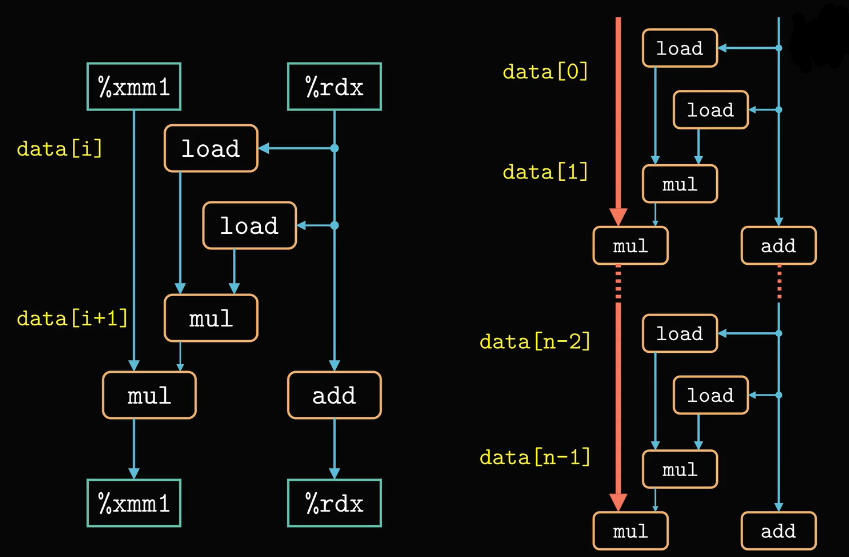 %xmm1
%rdx
data[i]
load
load
data[i+1]
mul
mul
add
%xmm1
%rdx
load
data[0]
load
data[1]
mul
mul
add
load
data[n-2]
load
data[n-1]
mul
mul
add